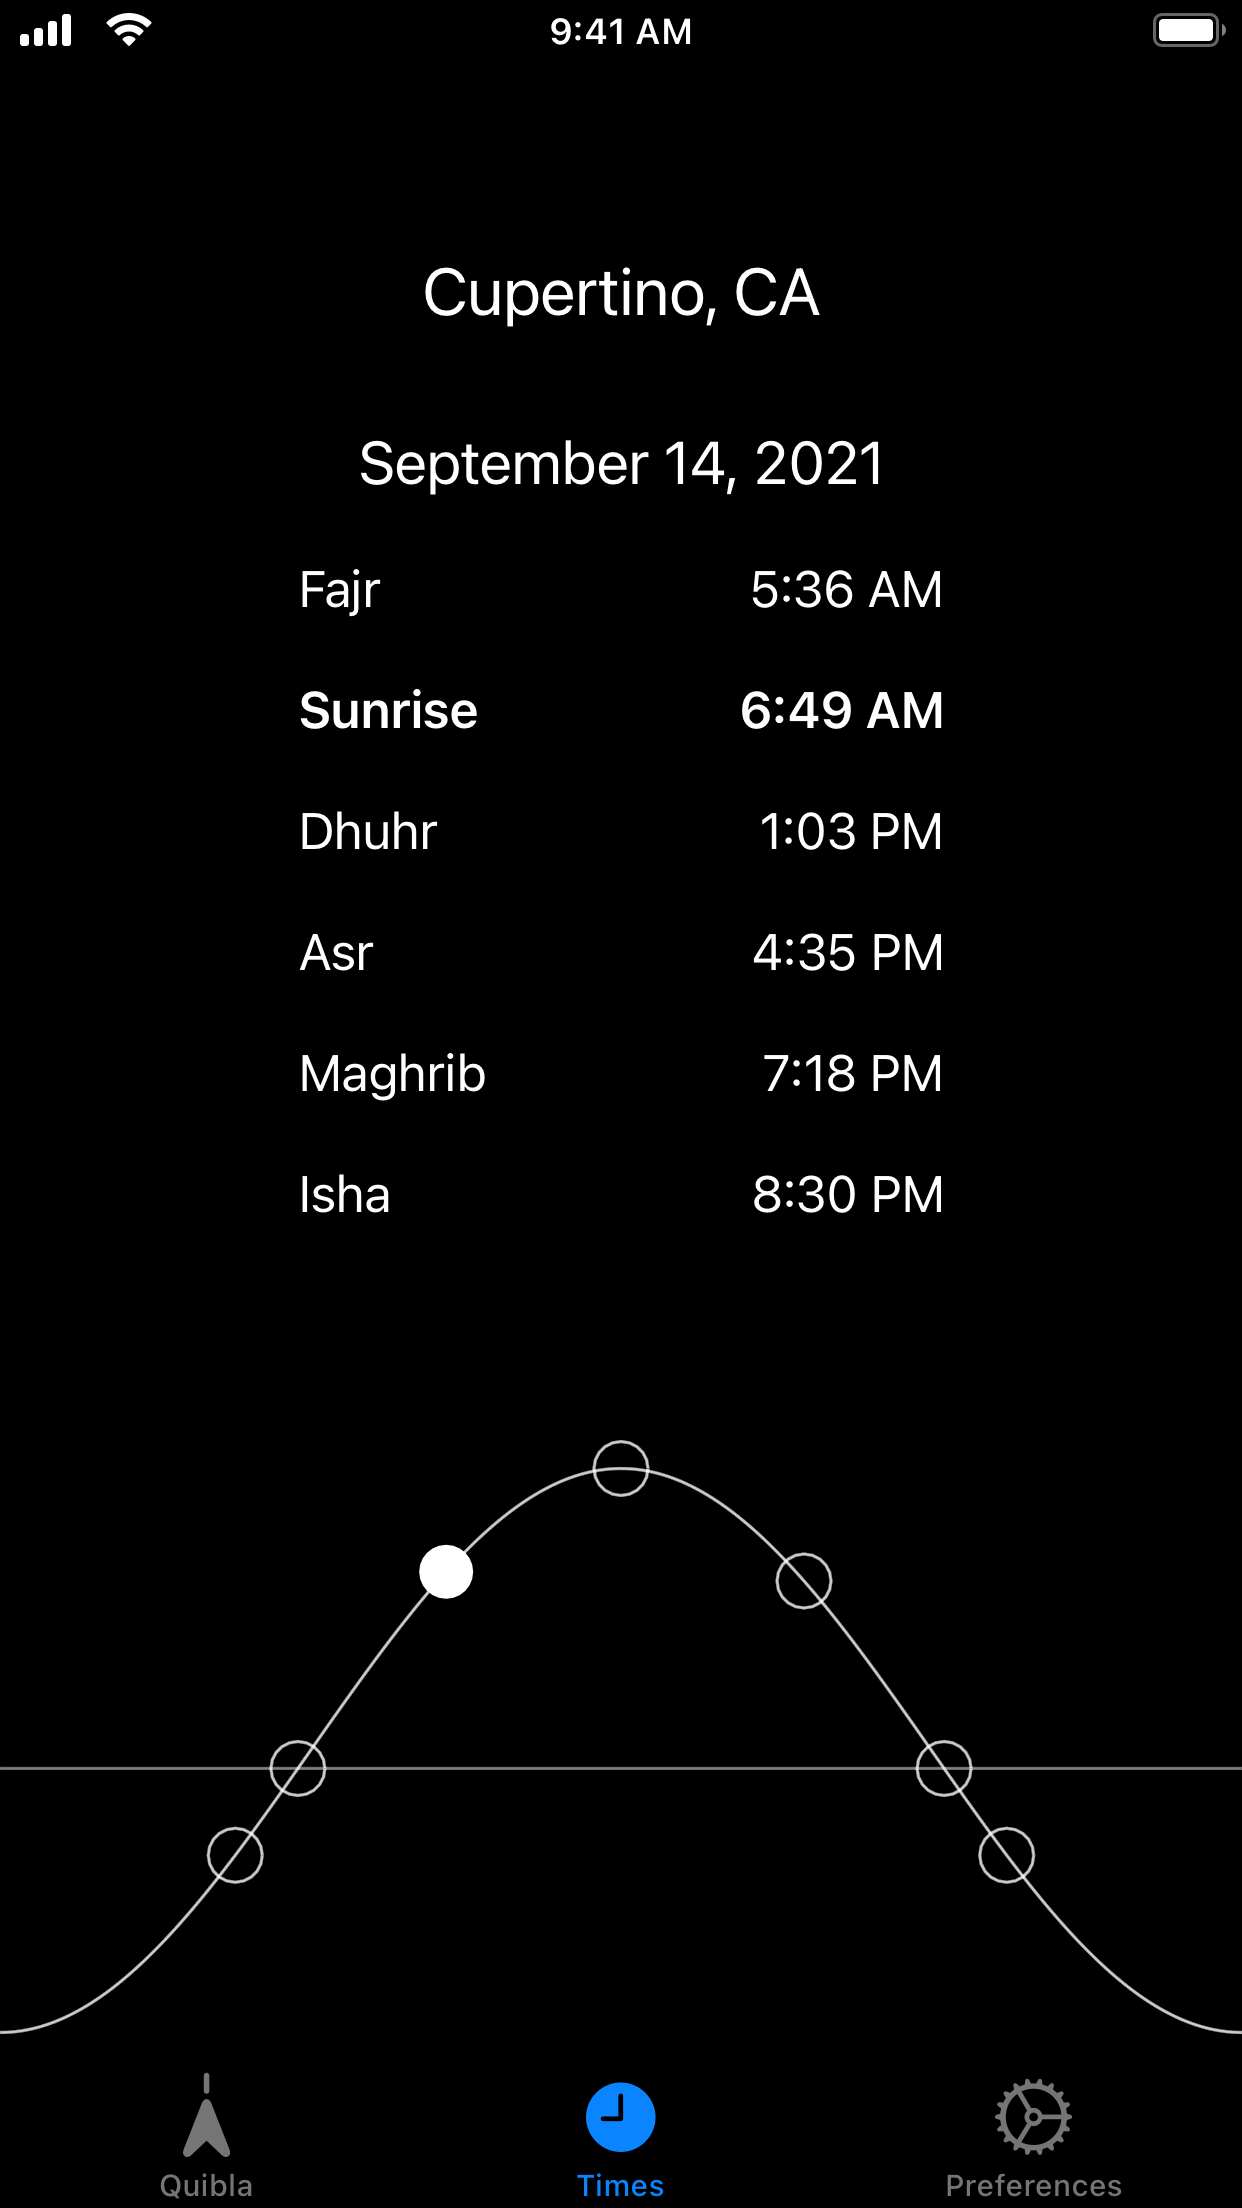 9:41 AM
Cupertino, CA
September 14, 2021
Fajr 5:36 AM
Sunrise 6:49 AM
Dhuhr 1:03 PM
Asr 4:35 PM
Maghrib 7:18 PM
Isha 8:30 PM
Quibla Times Preferences